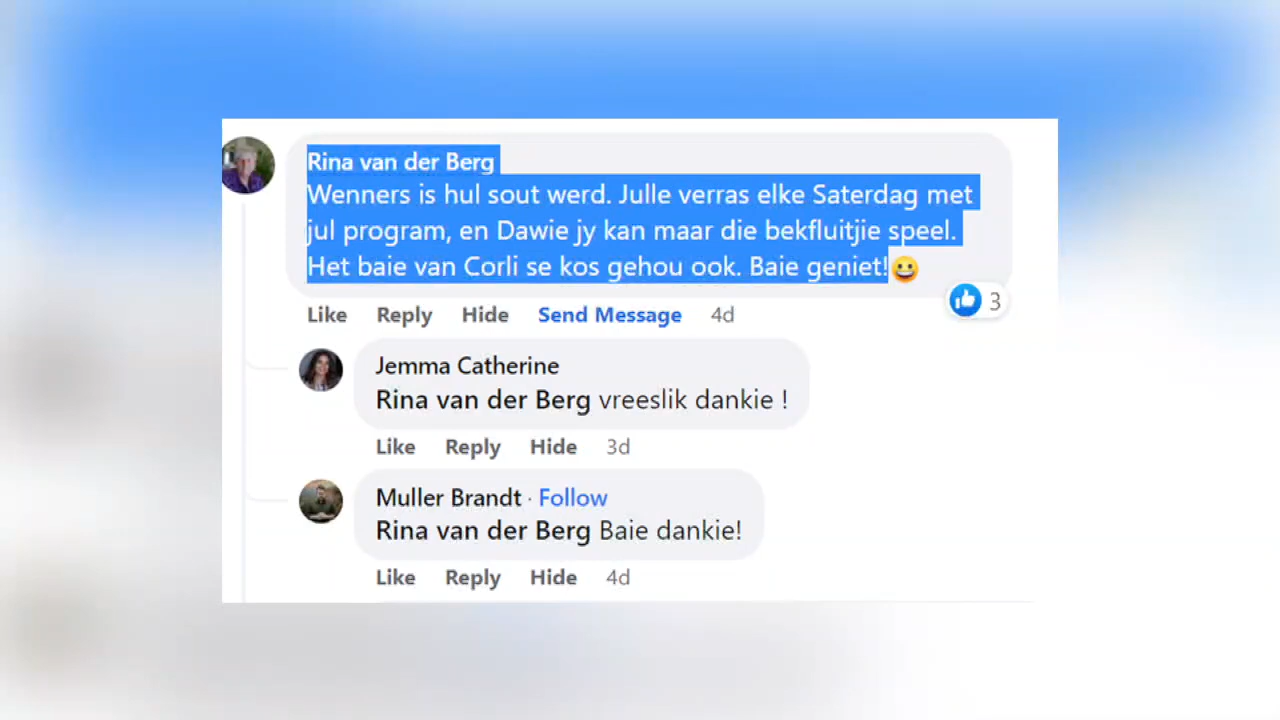 Rina van der Berg
Wenners is hul sout werd. Julle verras elke Saterdag met
jul program, en Dawie jy kan maar die bekfluitjie speel.
Het baie van Corli se kos gehou ook. Baie geniet!😀
3
Like Reply Hide Send Message 4d
Jemma Catherine
Rina van der Berg vreeslik dankie !
Like Reply Hide 3d
Muller Brandt · Follow
Rina van der Berg Baie dankie!
Like Reply Hide 4d